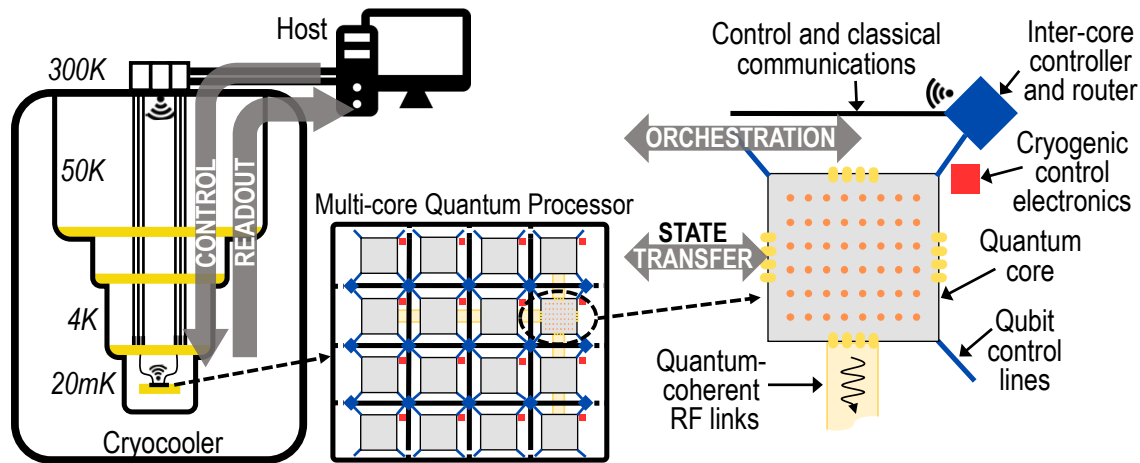 Host
300K
50K
4K
20mK
Cryocooler
CONTROL
READOUT
Multi-core Quantum Processor
Control and classical
communications
Inter-core
controller
and router
ORCHESTRATION
Cryogenic
control
electronics
STATE
TRANSFER
Quantum
core
Qubit
control
lines
Quantum-
coherent
RF links